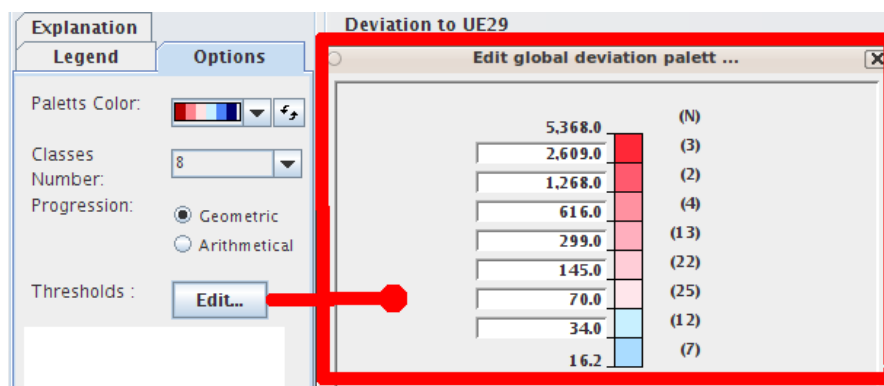 Explanation
Legend
Options
Paletts Color:
Classes
Number:
8
Progression:
Geometric
Arithmetical
Thresholds :
Edit...
Deviation to UE29
Edit global deviation palett ...
(N)
5,368.0
(3)
2,609.0
(2)
1,268.0
(4)
616.0
(13)
299.0
(22)
145.0
(25)
70.0
(12)
34.0
(7)
16.2